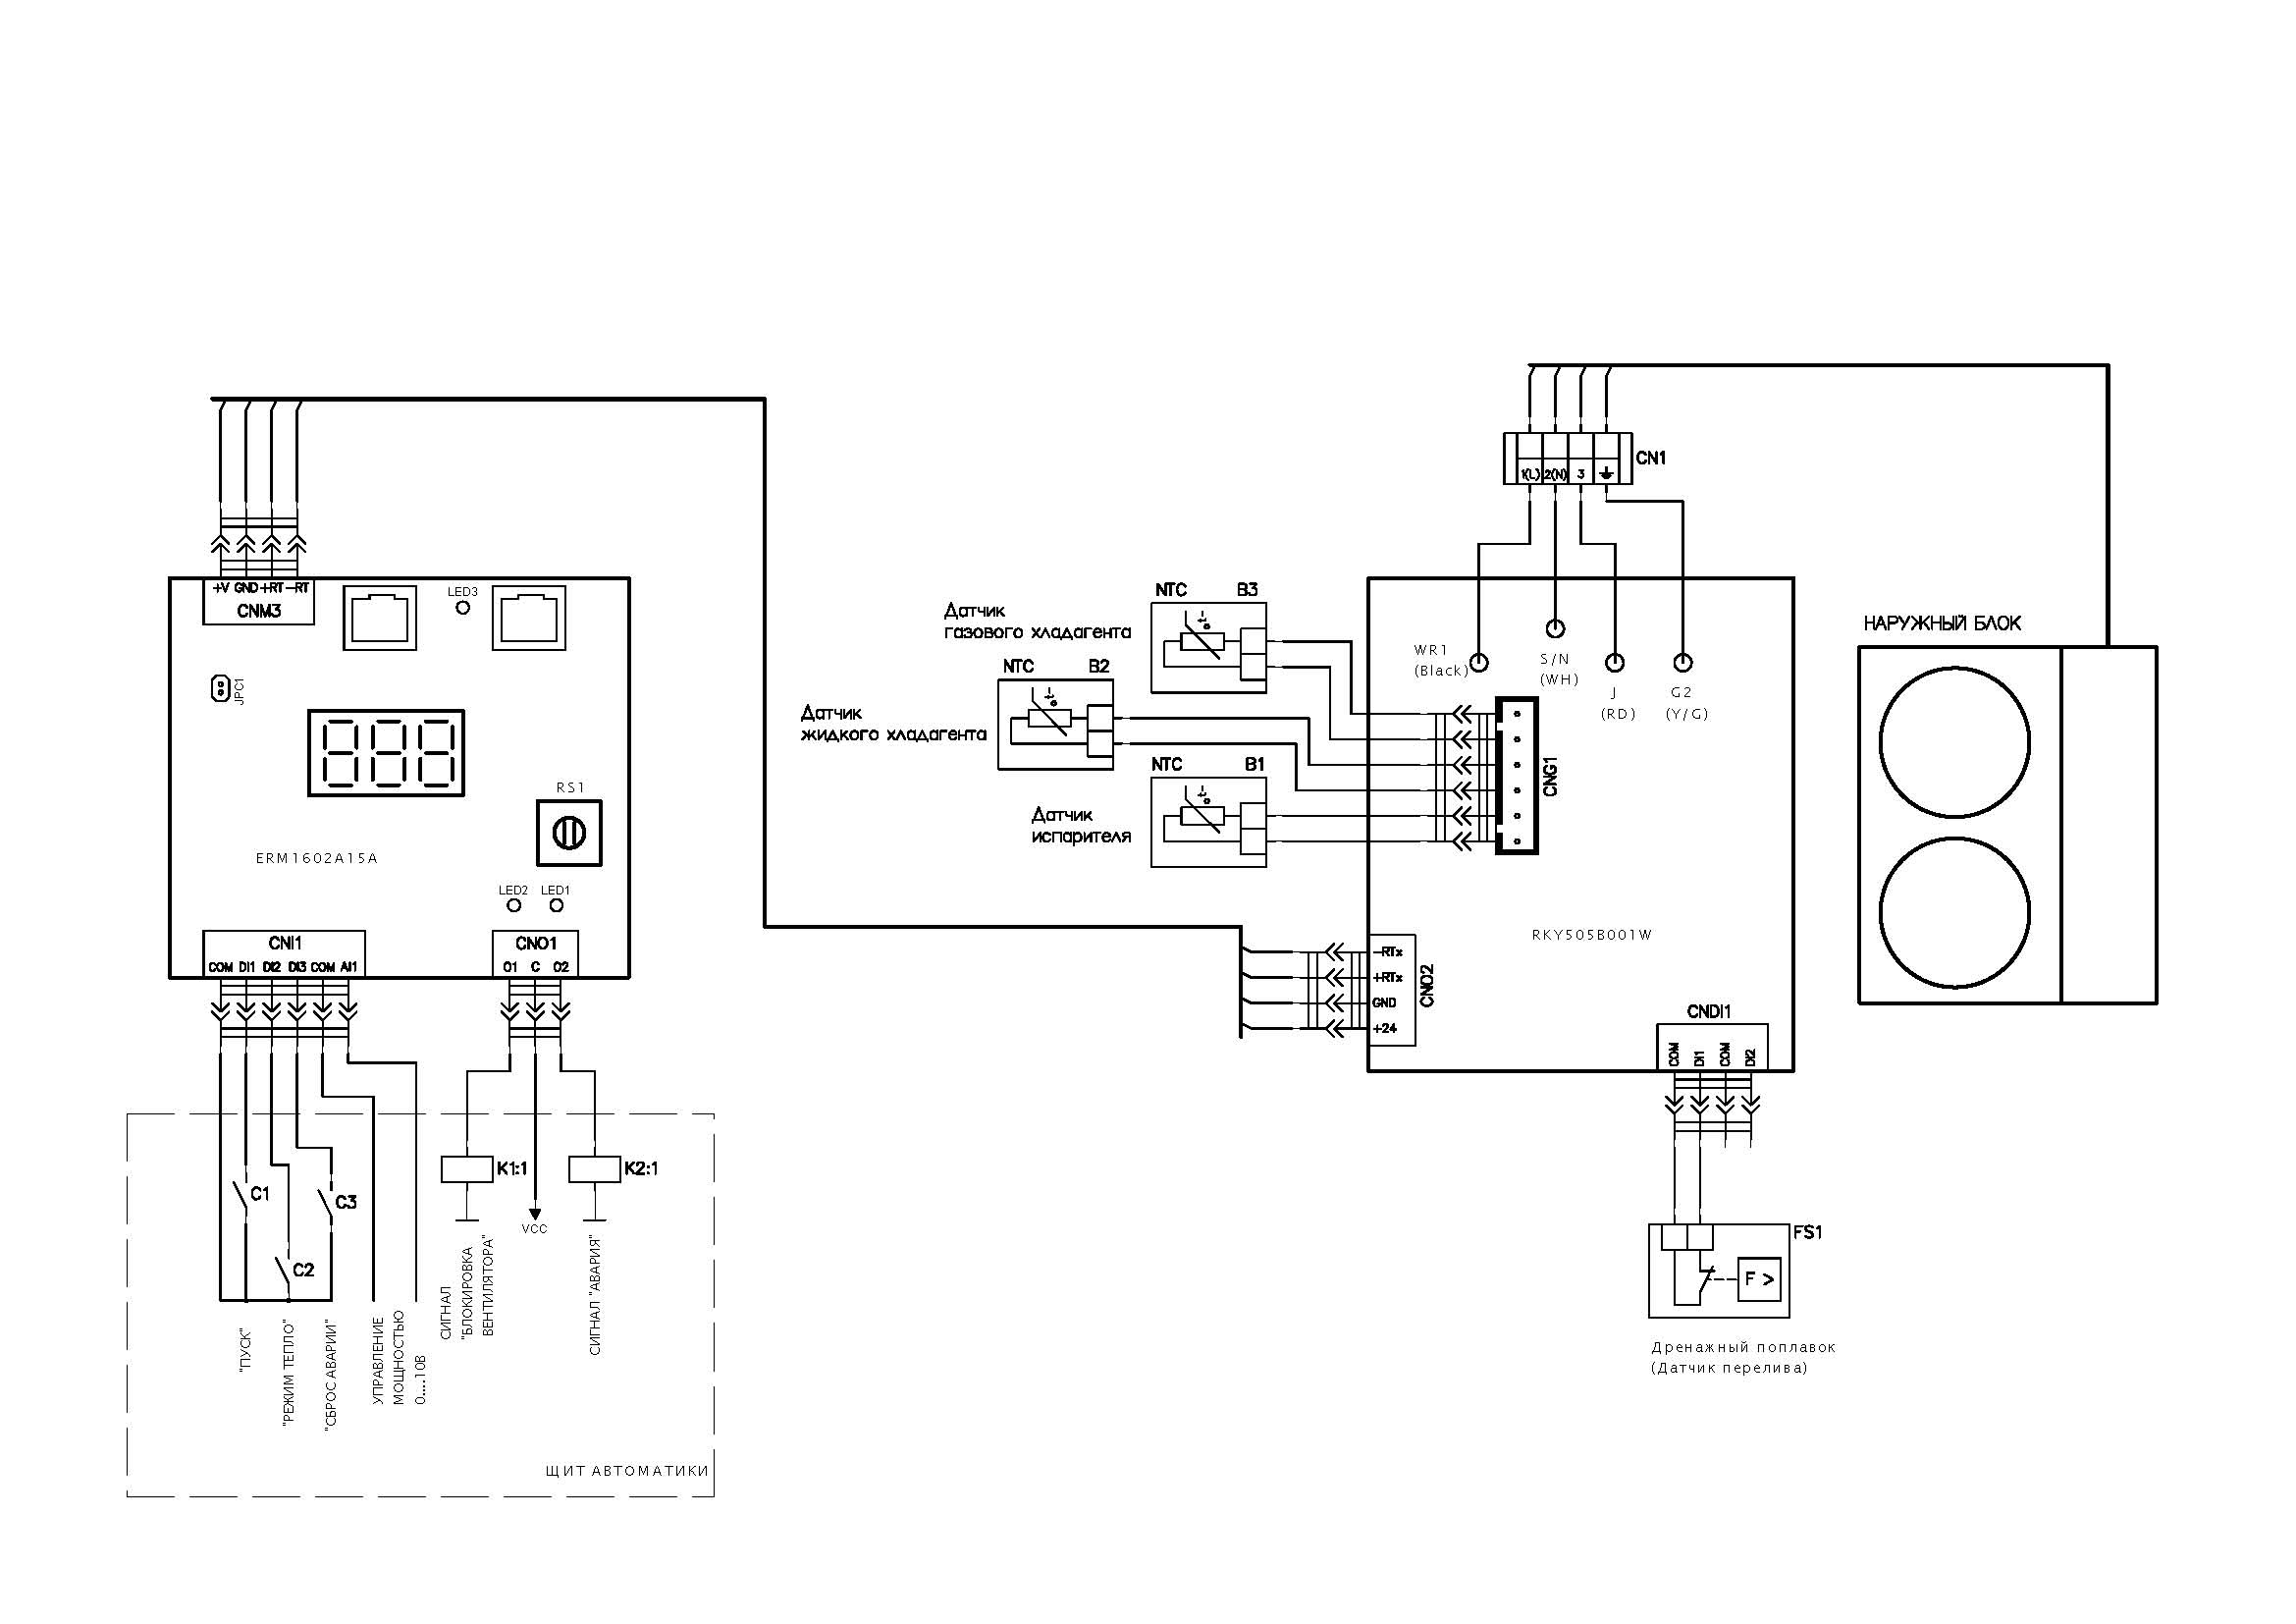 CN1
1(L) 2(N) 3
+V GND +RT -RT
CNM3
LED3
JPC1
RS1
ERM1602A15A
LED2 LED1
CNI1
COM DI1 DI2 DI3 COM AI1
CNO1
O1 C O2
C1
C2
C3
K1:1
K2:1
VCC
"ПУСК"
"РЕЖИМ ТЕПЛО"
"СБРОС АВАРИИ"
УПРАВЛЕНИЕ
МОЩНОСТЬЮ
0....10В
СИГНАЛ
"БЛОКИРОВКА
ВЕНТИЛЯТОРА"
СИГНАЛ "АВАРИЯ"
ЩИТ АВТОМАТИКИ
Датчик
газового хладагента
NTC B3
t°
Датчик
жидкого хладагента
NTC B2
t°
Датчик
испарителя
NTC B1
t°
WR1
(Black)
S/N
(WH)
J
(RD)
G2
(Y/G)
CNG1
RKY505B001W
-RTx
+RTx
GND
+24
CNO2
CNDI1
COM
DI1
COM
DI2
FS1
F >
Дренажный поплавок
(Датчик перелива)
НАРУЖНЫЙ БЛОК